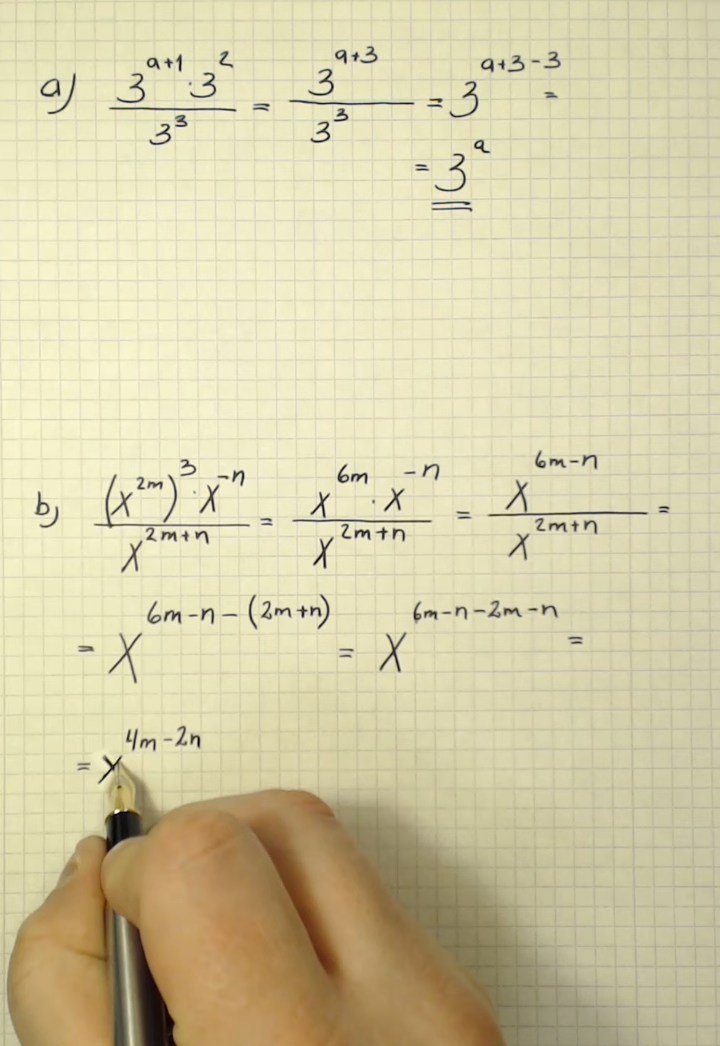 a) 3^{a+1} · 3^2 / 3^3 = 3^{a+3} / 3^3 = 3^{a+3-3} =
= 3^a
b) (x^{2m})^3 · x^{-n} / x^{2m+n} = x^{6m} · x^{-n} / x^{2m+n} = x^{6m-n} / x^{2m+n} =
= x^{6m-n-(2m+n)} = x^{6m-n-2m-n} =
= x^{4m-2n}